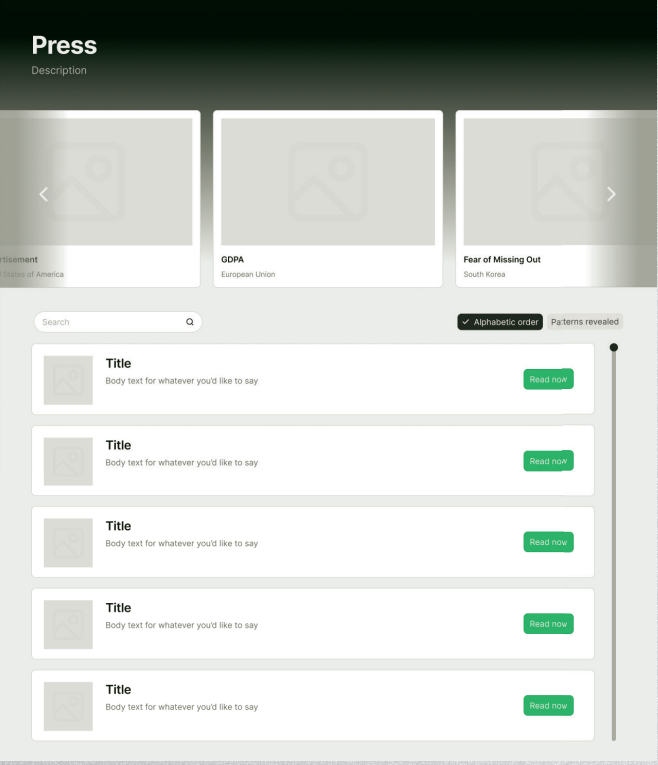 Press
Description
rtisement
States of America
GDPA
European Union
Fear of Missing Out
South Korea
Search
Alphabetic order
Patterns revealed
Title
Body text for whatever you'd like to say
Read now
Title
Body text for whatever you'd like to say
Read now
Title
Body text for whatever you'd like to say
Read now
Title
Body text for whatever you'd like to say
Read now
Title
Body text for whatever you'd like to say
Read now